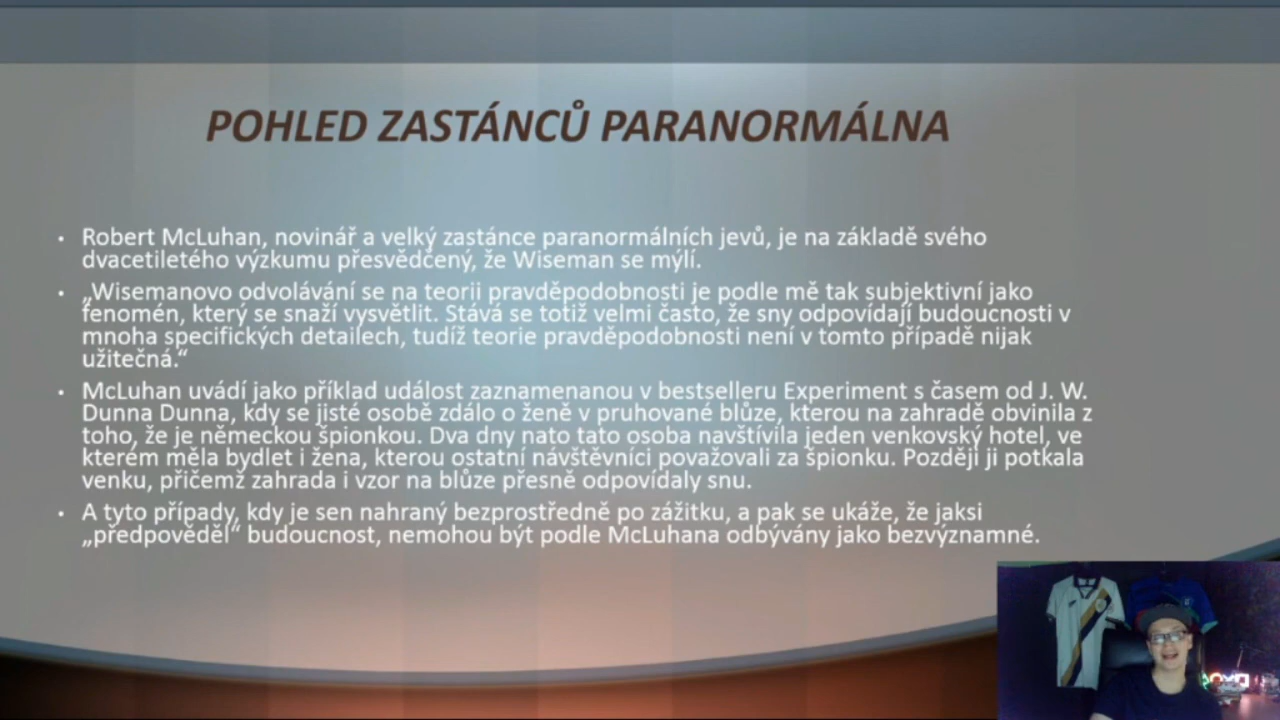 POHLED ZASTÁNCŮ PARANORMÁLNA
• Robert McLuhan, novinář a velký zastánce paranormálních jevů, je na základě svého
dvacetiletého výzkumu přesvědčený, že Wiseman se mýlí.
• „Wisemanovo odvolávání se na teorii pravděpodobnosti je podle mě tak subjektivní jako
fenomén, který se snaží vysvětlit. Stává se totiž velmi často, že sny odpovídají budoucnosti v
mnoha specifických detailech, tudíž teorie pravděpodobnosti není v tomto případě nijak
užitečná.“
• McLuhan uvádí jako příklad událost zaznamenanou v bestselleru Experiment s časem od J. W.
Dunna Dunna, kdy se jisté osobě zdálo o ženě v pruhované blůze, kterou na zahradě obvinila z
toho, že je německou špionkou. Dva dny nato tato osoba navštívila jeden venkovský hotel, ve
kterém měla bydlet i žena, kterou ostatní návštěvníci považovali za špionku. Později ji potkala
venku, přičemž zahrada i vzor na blůze přesně odpovídaly snu.
• A tyto případy, kdy je sen nahraný bezprostředně po zážitku, a pak se ukáže, že jaksi
„předpověděl“ budoucnost, nemohou být podle McLuhana odbývány jako bezvýznamné.